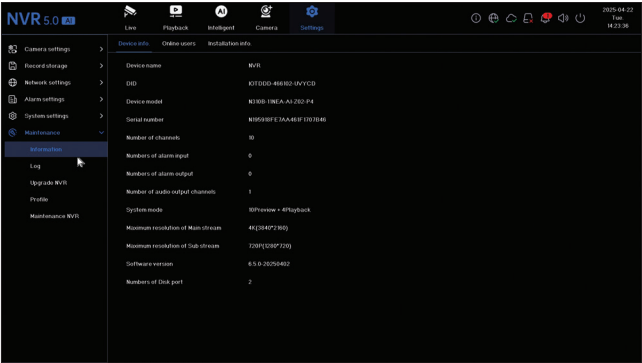 NVR 5.0 AI
Live
Playback
AI
Intelligent
Camera
Settings
2025-04-22
Tue.
14:23:36
Camera settings
Record storage
Network settings
Alarm settings
System settings
Maintenance
Information
Log
Upgrade NVR
Profile
Maintenance NVR
Device info.
Online users
Installation info.
Device name NVR
DID IOTDDD-466102-UVYCD
Device model N310B-11NEA-AI-Z02-P4
Serial number N195918FE7AA461F1707B46
Number of channels 10
Numbers of alarm input 0
Numbers of alarm output 0
Number of audio output channels 1
System mode 10Preview + 4Playback
Maximum resolution of Main stream 4K(3840*2160)
Maximum resolution of Sub stream 720P(1280*720)
Software version 6.5.0-20250402
Numbers of Disk port 2